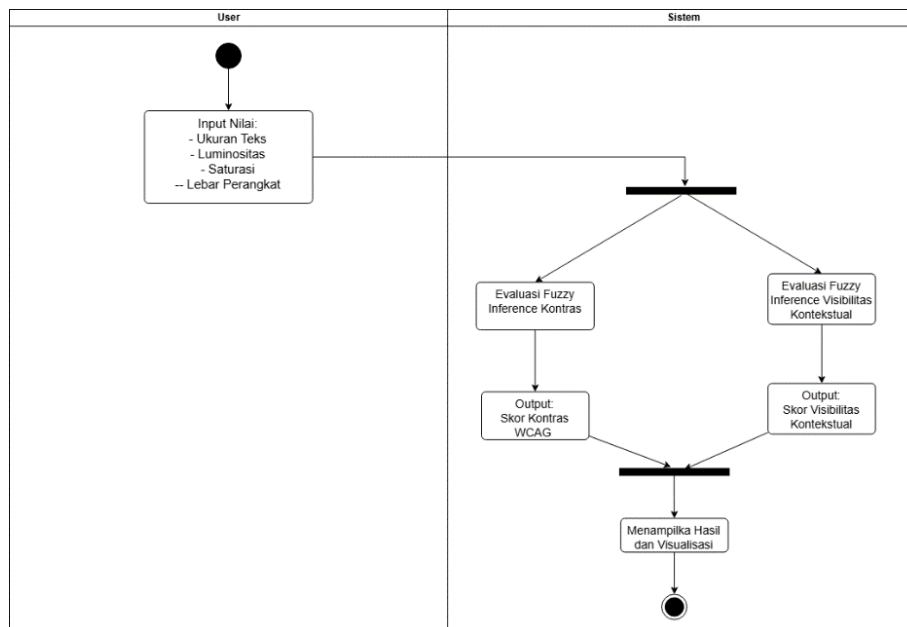 User
Sistem
Input Nilai:
- Ukuran Teks
- Luminositas
- Saturasi
-- Lebar Perangkat
Evaluasi Fuzzy
Inference Kontras
Evaluasi Fuzzy
Inference Visibilitas
Kontekstual
Output:
Skor Kontras
WCAG
Output:
Skor Visibilitas
Kontekstual
Menampilka Hasil
dan Visualisasi